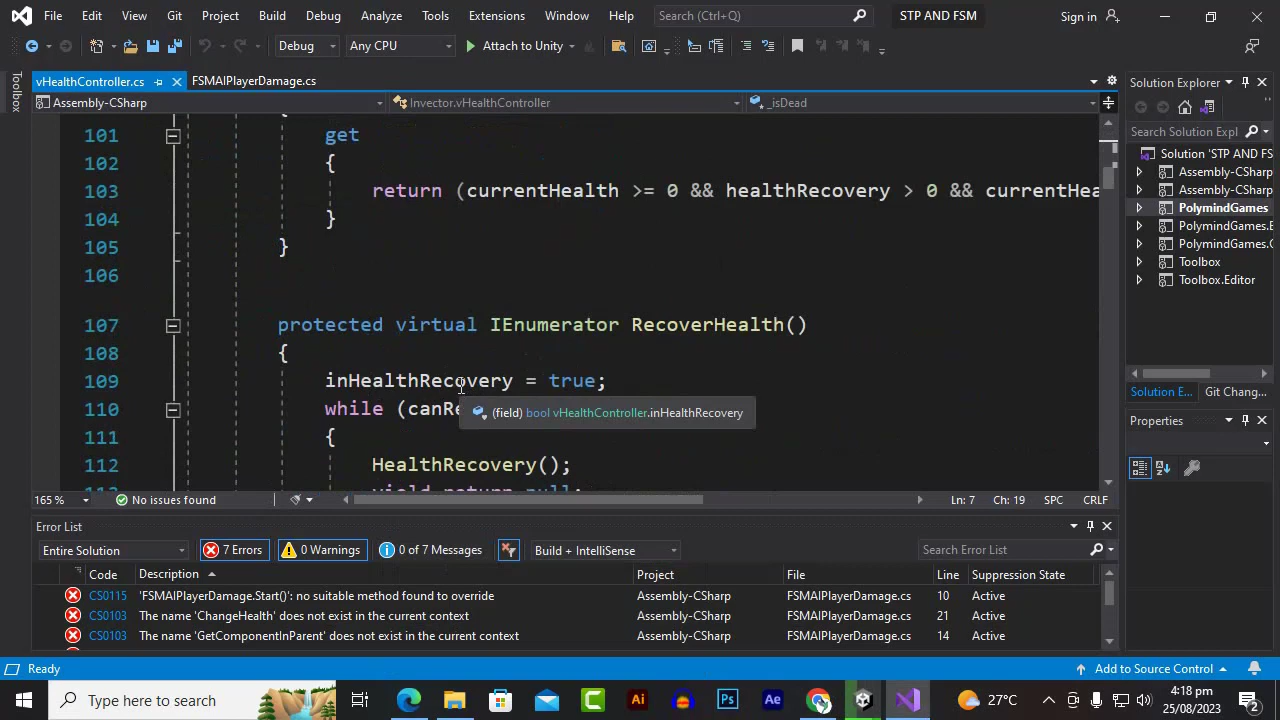 File Edit View Git Project Build Debug Analyze Tools Extensions Window Help Search (Ctrl+Q) STP AND FSM Sign in
Debug Any CPU Attach to Unity
Toolbox
vHealthController.cs FSMAIPlayerDamage.cs
Assembly-CSharp Invector.vHealthController _isDead
101 get
102 {
103 return (currentHealth >= 0 && healthRecovery > 0 && currentHea
104 }
105 }
106
107 protected virtual IEnumerator RecoverHealth()
108 {
109 inHealthRecovery = true;
110 while (canRe
(field) bool vHealthController.inHealthRecovery
111 {
112 HealthRecovery();
113 yield return null;
165 % No issues found Ln: 7 Ch: 19 SPC CRLF
Error List
Entire Solution 7 Errors 0 Warnings 0 of 7 Messages Build + IntelliSense Search Error List
Code Description Project File Line Suppression State
CS0115 'FSMAIPlayerDamage.Start()': no suitable method found to override Assembly-CSharp FSMAIPlayerDamage.cs 10 Active
CS0103 The name 'ChangeHealth' does not exist in the current context Assembly-CSharp FSMAIPlayerDamage.cs 21 Active
CS0103 The name 'GetComponentInParent' does not exist in the current context Assembly-CSharp FSMAIPlayerDamage.cs 14 Active
Solution Explorer
Search Solution Expl
Solution 'STP AND FSM
Assembly-CSharp
Assembly-CSharp
PolymindGames
PolymindGames.E
PolymindGames.
Toolbox
Toolbox.Editor
Solution E... Git Chang...
Properties
Ready Add to Source Control
Type here to search 27°C 4:18 pm
25/08/2023
2